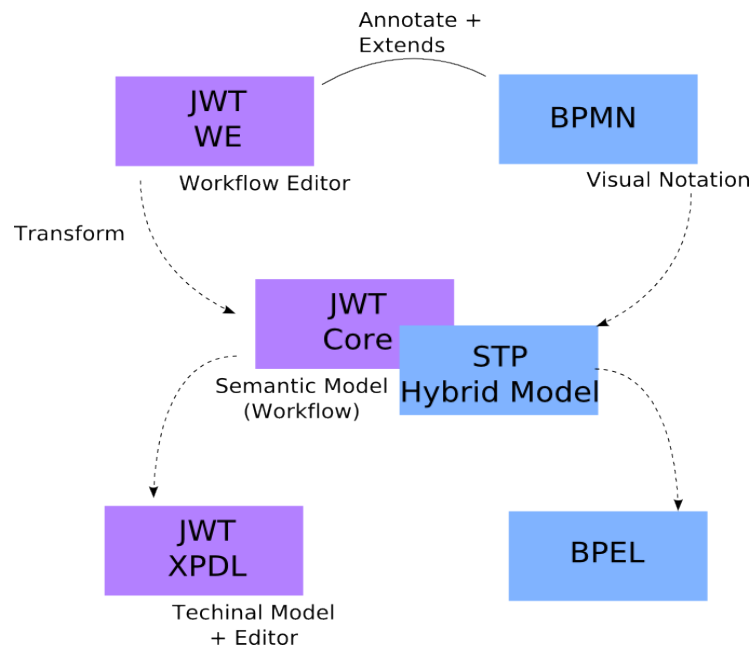 Annotate +
Extends
JWT
WE
BPMN
Workflow Editor
Visual Notation
Transform
JWT
Core
STP
Hybrid Model
Semantic Model
(Workflow)
JWT
XPDL
BPEL
Techinal Model
+ Editor